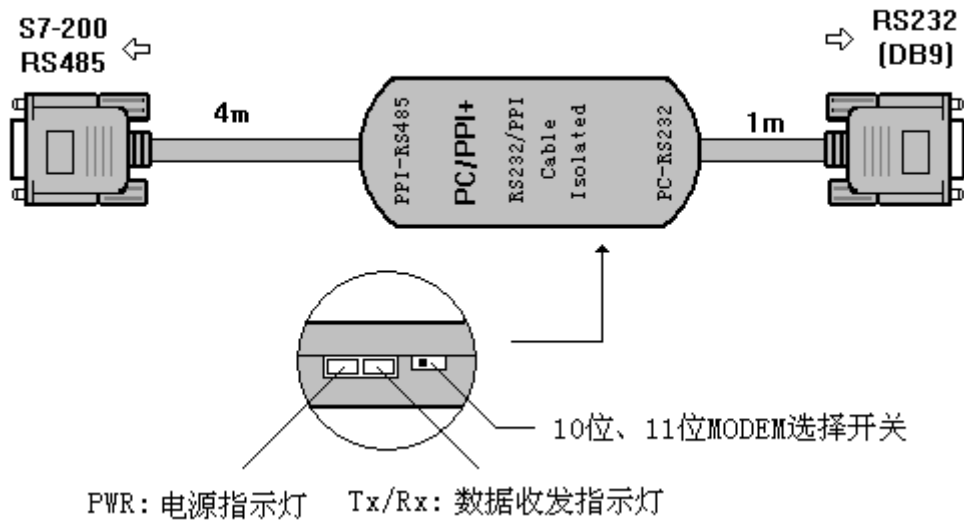 S7-200
RS485
RS232
(DB9)
4m
1m
PPI-RS485
PC/PPI+
RS232/PPI
Cable
Isolated
PC-RS232
10位、11位MODEM选择开关
PWR: 电源指示灯
Tx/Rx: 数据收发指示灯